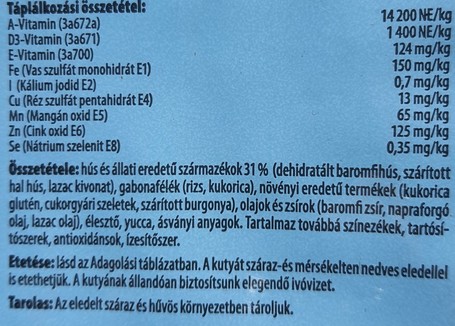 Táplálkozási összetétel:
A-Vitamin (3a672a) 14 200 NE/kg
D3-Vitamin (3a671) 1 400 NE/kg
E-Vitamin (3a700) 124 mg/kg
Fe (Vas szulfát monohidrát E1) 150 mg/kg
I (Kálium jodid E2) 0,7 mg/kg
Cu (Réz szulfát pentahidrát E4) 13 mg/kg
Mn (Mangán oxid E5) 65 mg/kg
Zn (Cink oxid E6) 125 mg/kg
Se (Nátrium szelenit E8) 0,35 mg/kg
Összetétele: hús és állati eredetű származékok 31 % (dehidratált baromfihús, szárított
hal hús, lazac kivonat), gabonafélék (rizs, kukorica), növényi eredetű termékek (kukorica
glutén, cukorgyári szeletek, szárított burgonya), olajok és zsírok (baromfi zsír, napraforgó
olaj, lazac olaj), élesztő, yucca, ásványi anyagok. Tartalmaz továbbá színezékek, tartósí-
tószerek, antioxidánsok, ízesítőszer.
Etetése: lásd az Adagolási táblázatban. A kutyát száraz-és mérsékelten nedves eledellel
is etethetjük. A kutyának állandóan biztosítsunk elegendő ivóvizet.
Tarolas: Az eledelt száraz és hűvös környezetben tároljuk.